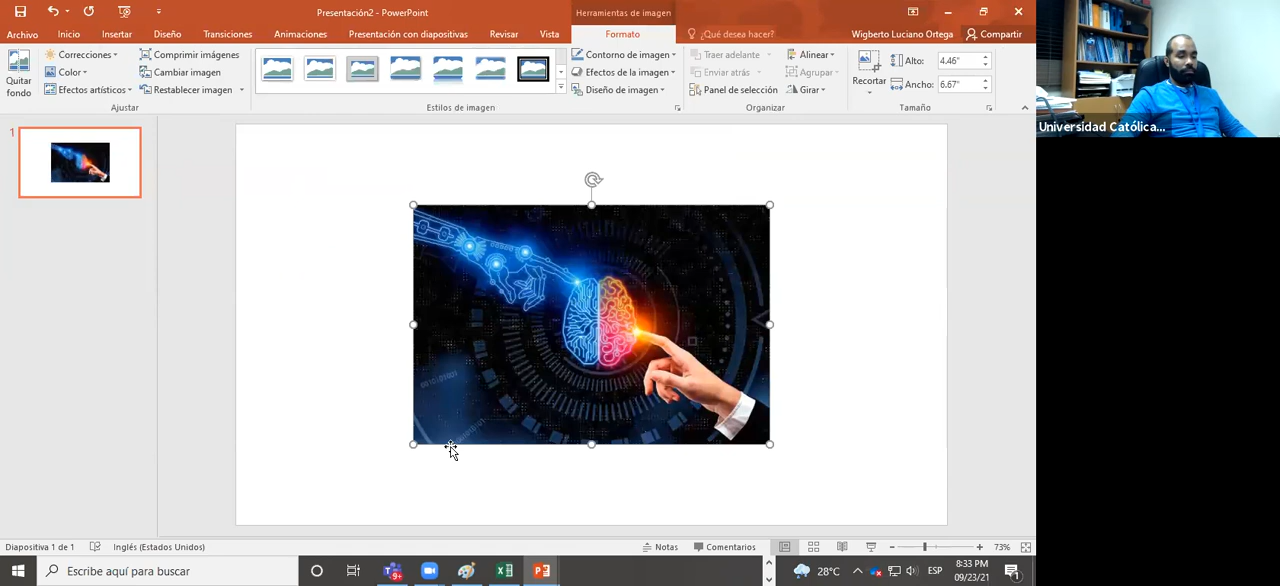 Presentación2 - PowerPoint
Herramientas de imagen
Archivo Inicio Insertar Diseño Transiciones Animaciones Presentación con diapositivas Revisar Vista Formato ¿Qué desea hacer? Wigberto Luciano Ortega Compartir
Quitar fondo
Correcciones
Color
Efectos artísticos
Comprimir imágenes
Cambiar imagen
Restablecer imagen
Ajustar
Estilos de imagen
Contorno de imagen
Efectos de la imagen
Diseño de imagen
Traer adelante
Enviar atrás
Panel de selección
Alinear
Agrupar
Girar
Organizar
Recortar
Alto: 4.46"
Ancho: 6.67"
Tamaño
Universidad Católica...
1
Diapositiva 1 de 1 Inglés (Estados Unidos) Notas Comentarios 73%
Escribe aquí para buscar
9+
28°C
ESP
8:33 PM
09/23/21
1